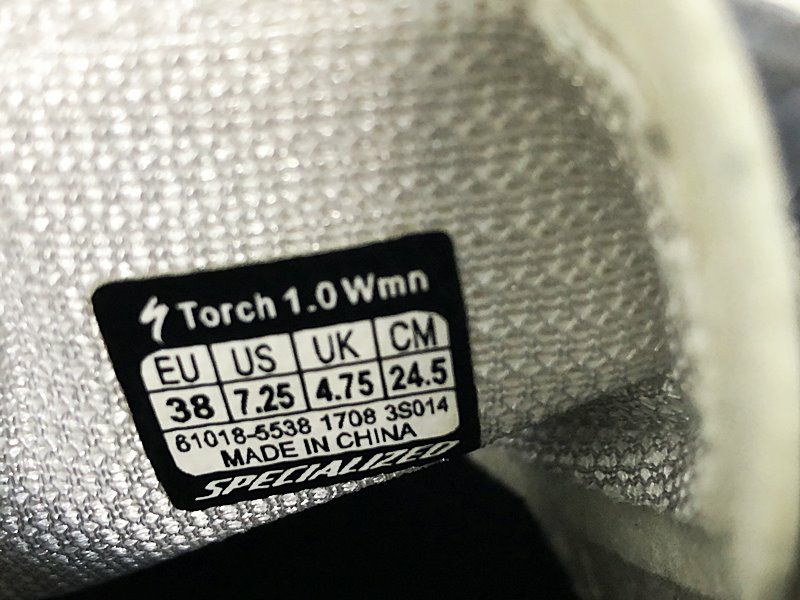 Torch 1.0 Wmn
EU US UK CM
38 7.25 4.75 24.5
61018-5538 1708 3S014
MADE IN CHINA
SPECIALIZED